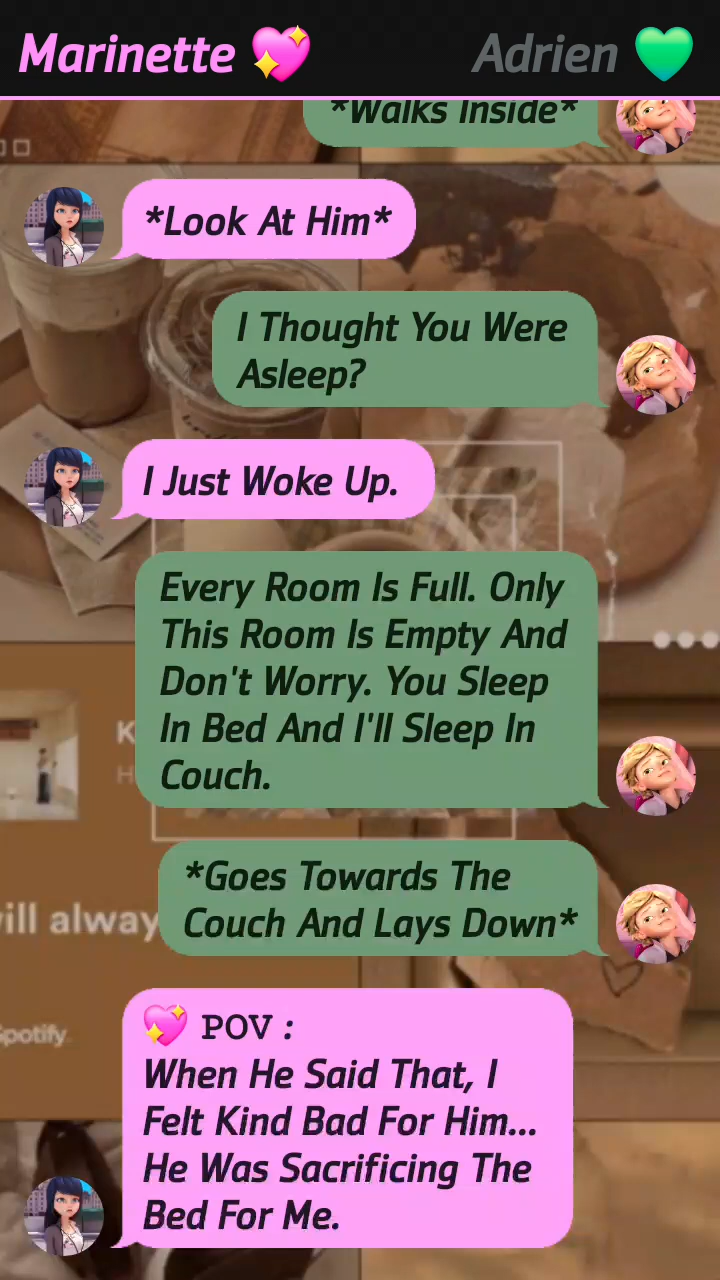 Marinette 💖
Adrien 💚
*Walks Inside*
*Look At Him*
I Thought You Were
Asleep?
I Just Woke Up.
Every Room Is Full. Only
This Room Is Empty And
Don't Worry. You Sleep
In Bed And I'll Sleep In
Couch.
K
H
*Goes Towards The
Couch And Lays Down*
will alway
Spotify
💖 POV :
When He Said That, I
Felt Kind Bad For Him...
He Was Sacrificing The
Bed For Me.